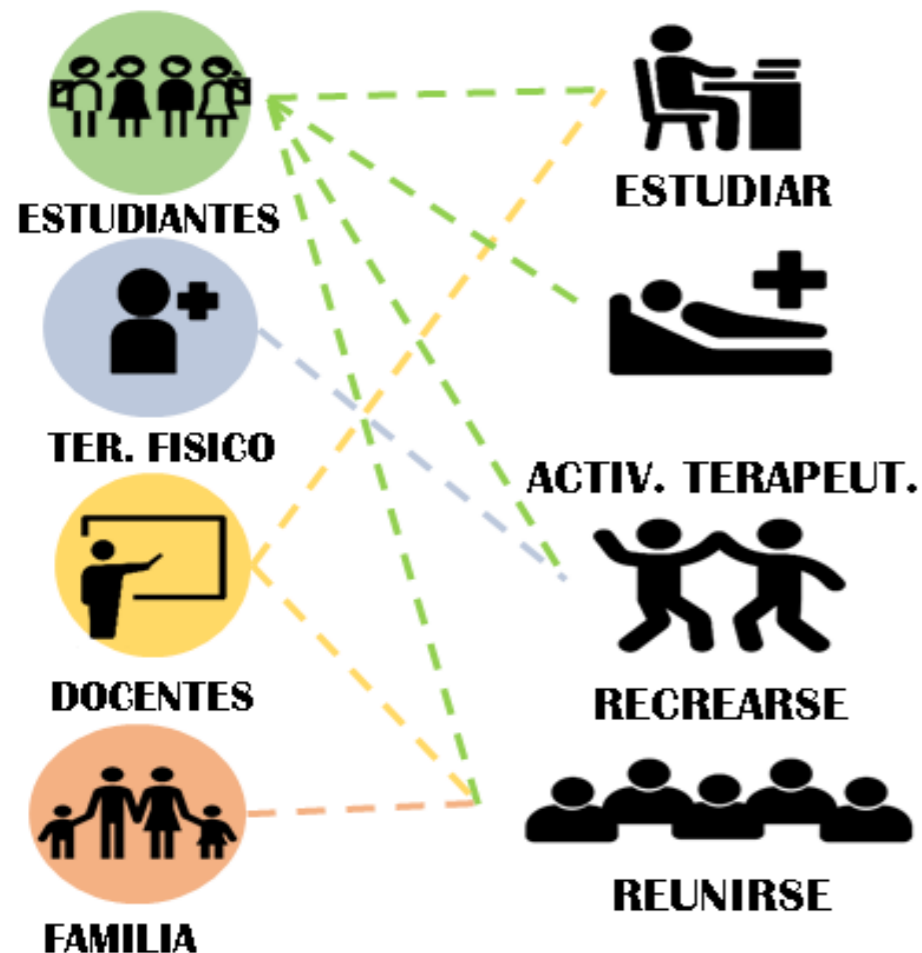 ESTUDIANTES
TER. FISICO
DOCENTES
FAMILIA
ESTUDIAR
ACTIV. TERAPEUT.
RECREARSE
REUNIRSE